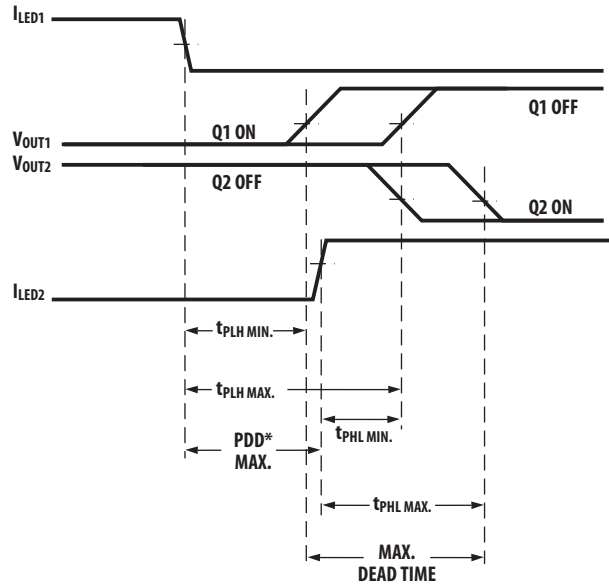 ILED1
Q1 ON
Q1 OFF
VOUT1
VOUT2
Q2 OFF
Q2 ON
ILED2
tPLH MIN.
tPLH MAX.
tPHL MIN.
PDD*
MAX.
tPHL MAX.
MAX.
DEAD TIME